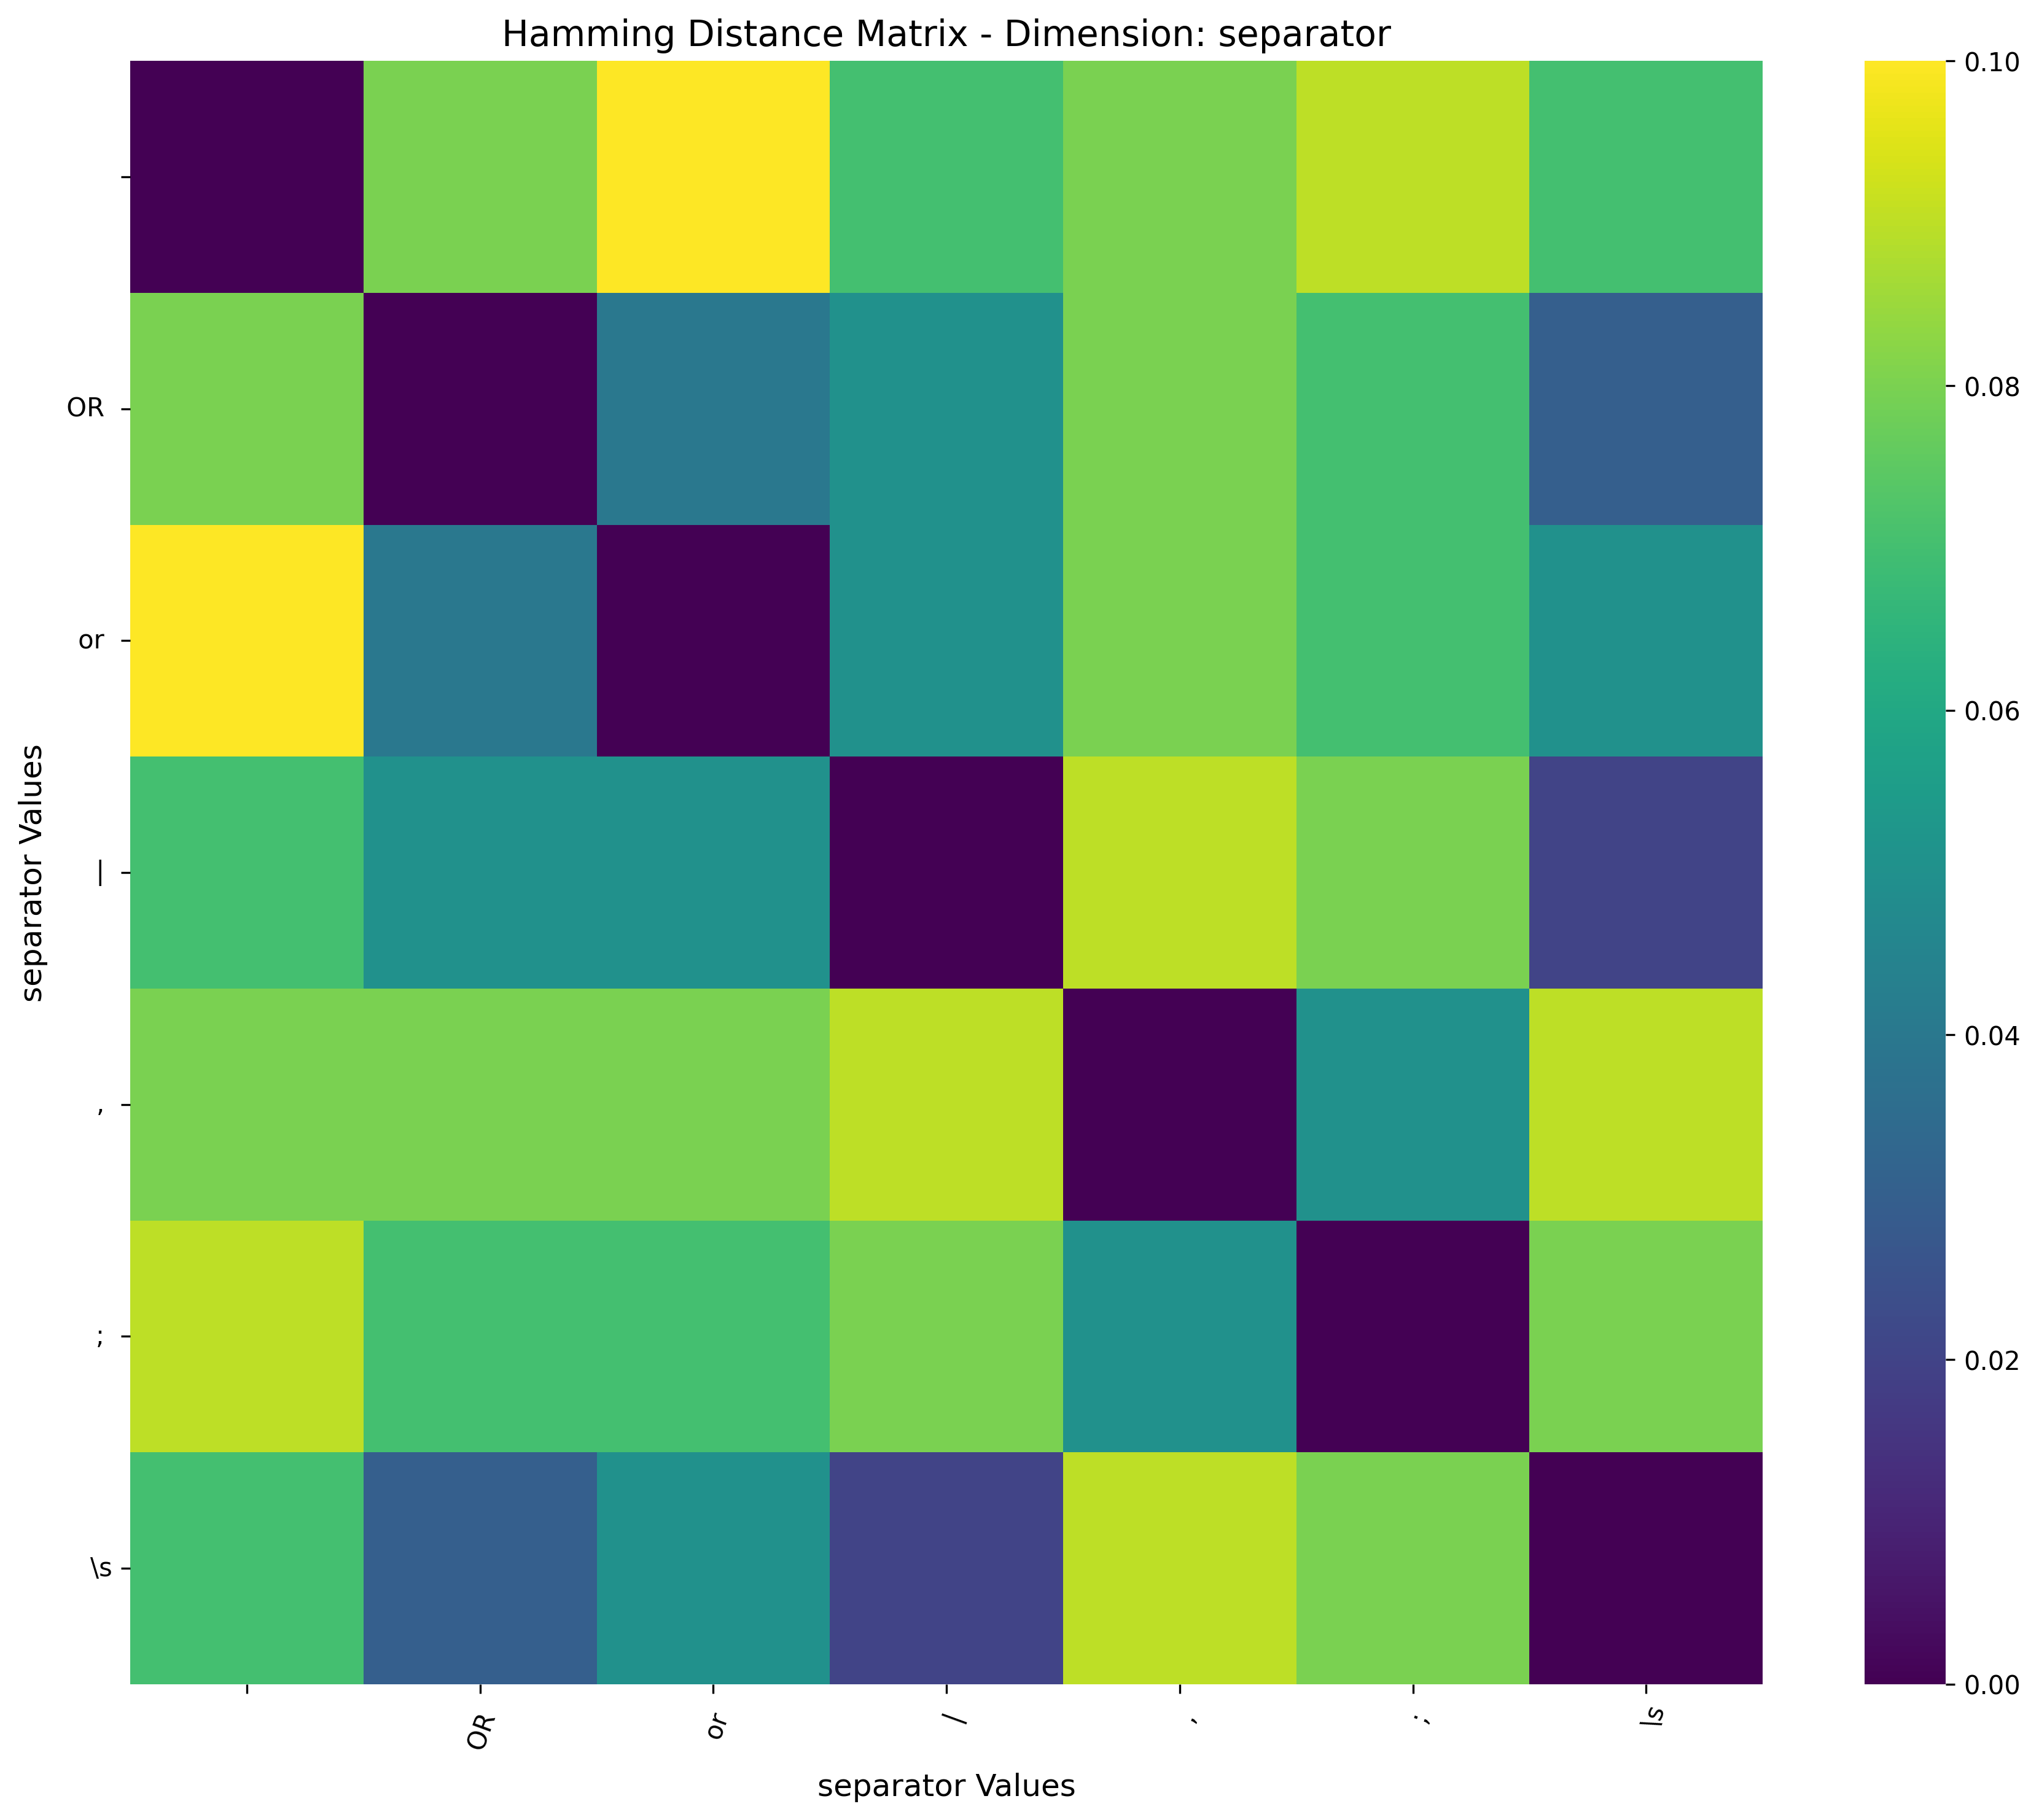 Hamming Distance Matrix - Dimension: separator
separator Values
OR
or
|
,
;
\s
OR
or
|
,
;
\s
separator Values
0.10
0.08
0.06
0.04
0.02
0.00